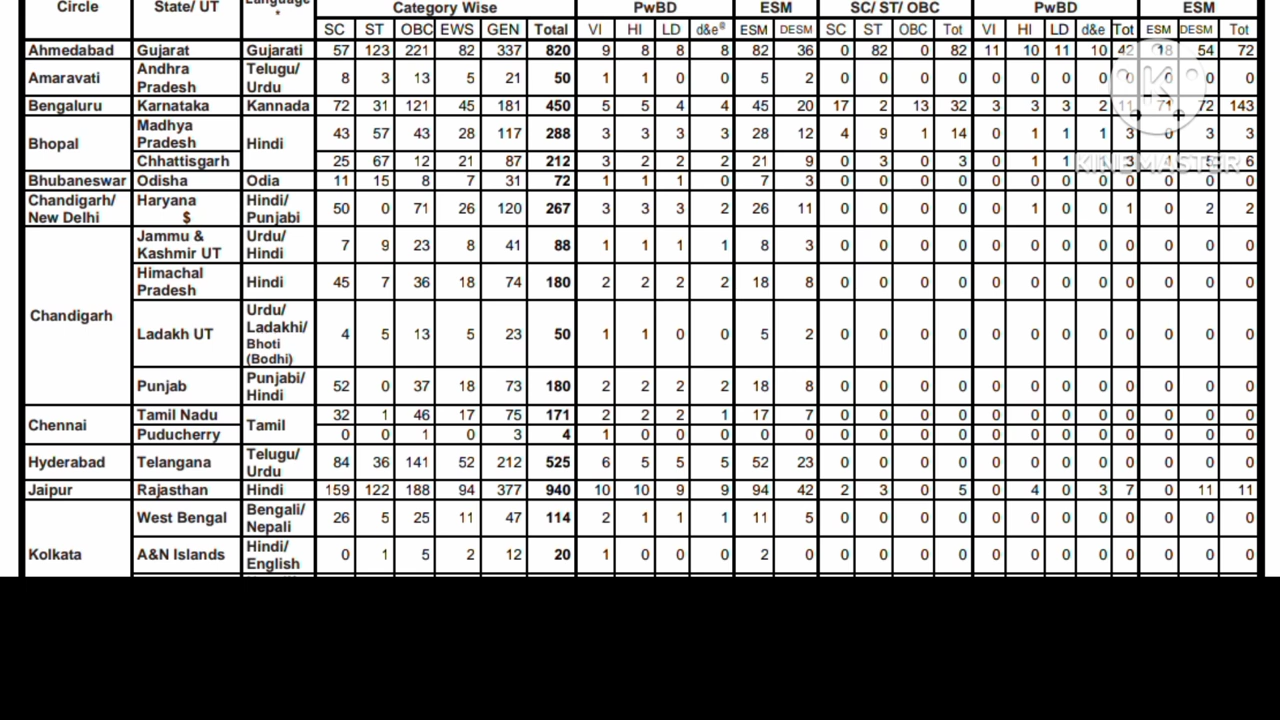 Circle State/ UT Language Category Wise PwBD ESM SC/ ST/ OBC PwBD ESM
* SC ST OBC EWS GEN Total VI HI LD d&e@ ESM DESM SC ST OBC Tot VI HI LD d&e Tot ESM DESM Tot
Ahmedabad Gujarat Gujarati 57 123 221 82 337 820 9 8 8 8 82 36 0 82 0 82 11 10 11 10 42 18 54 72
Amaravati Andhra Pradesh Telugu/ Urdu 8 3 13 5 21 50 1 1 0 0 5 2 0 0 0 0 0 0 0 0 0 0 0 0
Bengaluru Karnataka Kannada 72 31 121 45 181 450 5 5 4 4 45 20 17 2 13 32 3 3 3 2 11 71 72 143
Bhopal Madhya Pradesh Hindi 43 57 43 28 117 288 3 3 3 3 28 12 4 9 1 14 0 1 1 1 3 0 3 3
Chhattisgarh 25 67 12 21 87 212 3 2 2 2 21 9 0 3 0 3 0 1 1 3 6
Bhubaneswar Odisha Odia 11 15 8 7 31 72 1 1 1 0 7 3 0 0 0 0 0 0 0 0 0 0 0 0
Chandigarh/ New Delhi Haryana $ Hindi/ Punjabi 50 0 71 26 120 267 3 3 3 2 26 11 0 0 0 0 0 1 0 0 1 0 2 2
Chandigarh Jammu & Kashmir UT Urdu/ Hindi 7 9 23 8 41 88 1 1 1 1 8 3 0 0 0 0 0 0 0 0 0 0 0 0
Himachal Pradesh Hindi 45 7 36 18 74 180 2 2 2 2 18 8 0 0 0 0 0 0 0 0 0 0 0 0
Ladakh UT Urdu/ Ladakhi/ Bhoti (Bodhi) 4 5 13 5 23 50 1 1 0 0 5 2 0 0 0 0 0 0 0 0 0 0 0 0
Punjab Punjabi/ Hindi 52 0 37 18 73 180 2 2 2 2 18 8 0 0 0 0 0 0 0 0 0 0 0 0
Chennai Tamil Nadu Tamil 32 1 46 17 75 171 2 2 2 1 17 7 0 0 0 0 0 0 0 0 0 0 0 0
Puducherry 0 0 1 0 3 4 1 0 0 0 0 0 0 0 0 0 0 0 0 0 0 0 0 0
Hyderabad Telangana Telugu/ Urdu 84 36 141 52 212 525 6 5 5 5 52 23 0 0 0 0 0 0 0 0 0 0 0 0
Jaipur Rajasthan Hindi 159 122 188 94 377 940 10 10 9 9 94 42 2 3 0 5 0 4 0 3 7 0 11 11
Kolkata West Bengal Bengali/ Nepali 26 5 25 11 47 114 2 1 1 1 11 5 0 0 0 0 0 0 0 0 0 0 0 0
A&N Islands Hindi/ English 0 1 5 2 12 20 1 0 0 0 2 0 0 0 0 0 0 0 0 0 0 0 0 0
KINEMASTER